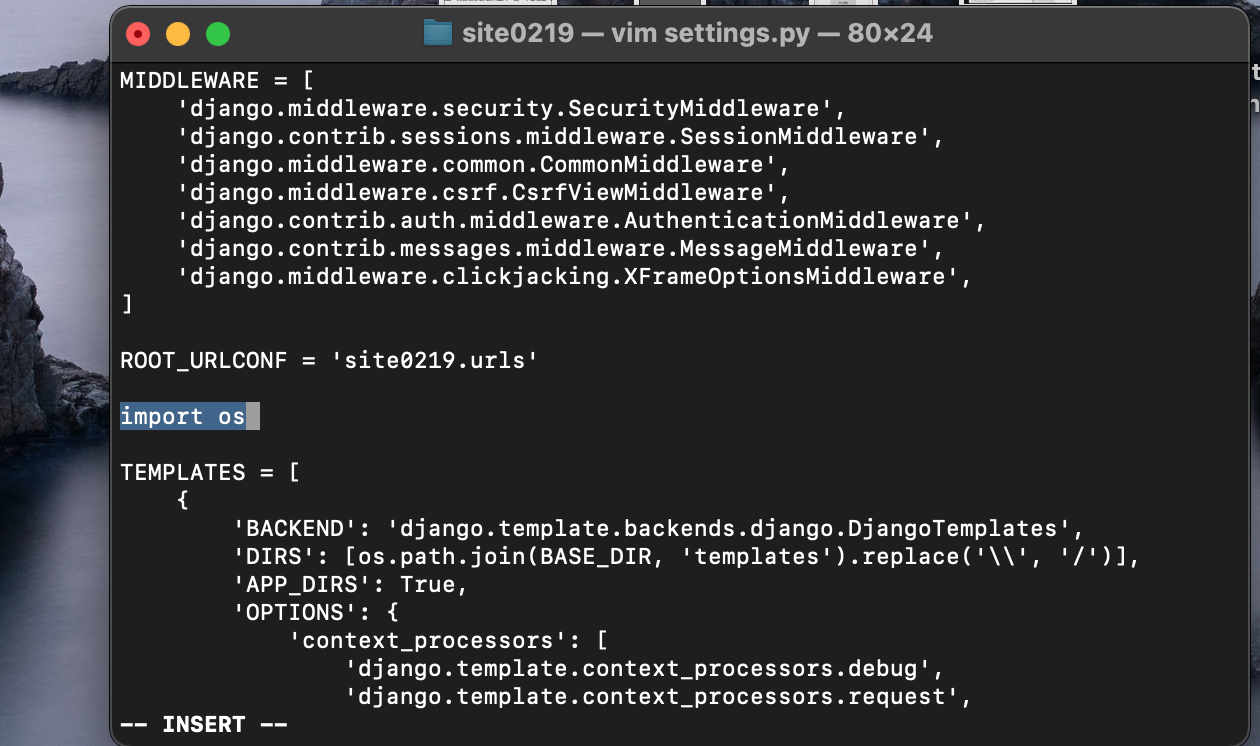 site0219 — vim settings.py — 80×24
MIDDLEWARE = [
    'django.middleware.security.SecurityMiddleware',
    'django.contrib.sessions.middleware.SessionMiddleware',
    'django.middleware.common.CommonMiddleware',
    'django.middleware.csrf.CsrfViewMiddleware',
    'django.contrib.auth.middleware.AuthenticationMiddleware',
    'django.contrib.messages.middleware.MessageMiddleware',
    'django.middleware.clickjacking.XFrameOptionsMiddleware',
]
ROOT_URLCONF = 'site0219.urls'
import os
TEMPLATES = [
    {
        'BACKEND': 'django.template.backends.django.DjangoTemplates',
        'DIRS': [os.path.join(BASE_DIR, 'templates').replace('\\', '/')],
        'APP_DIRS': True,
        'OPTIONS': {
            'context_processors': [
                'django.template.context_processors.debug',
                'django.template.context_processors.request',
-- INSERT --